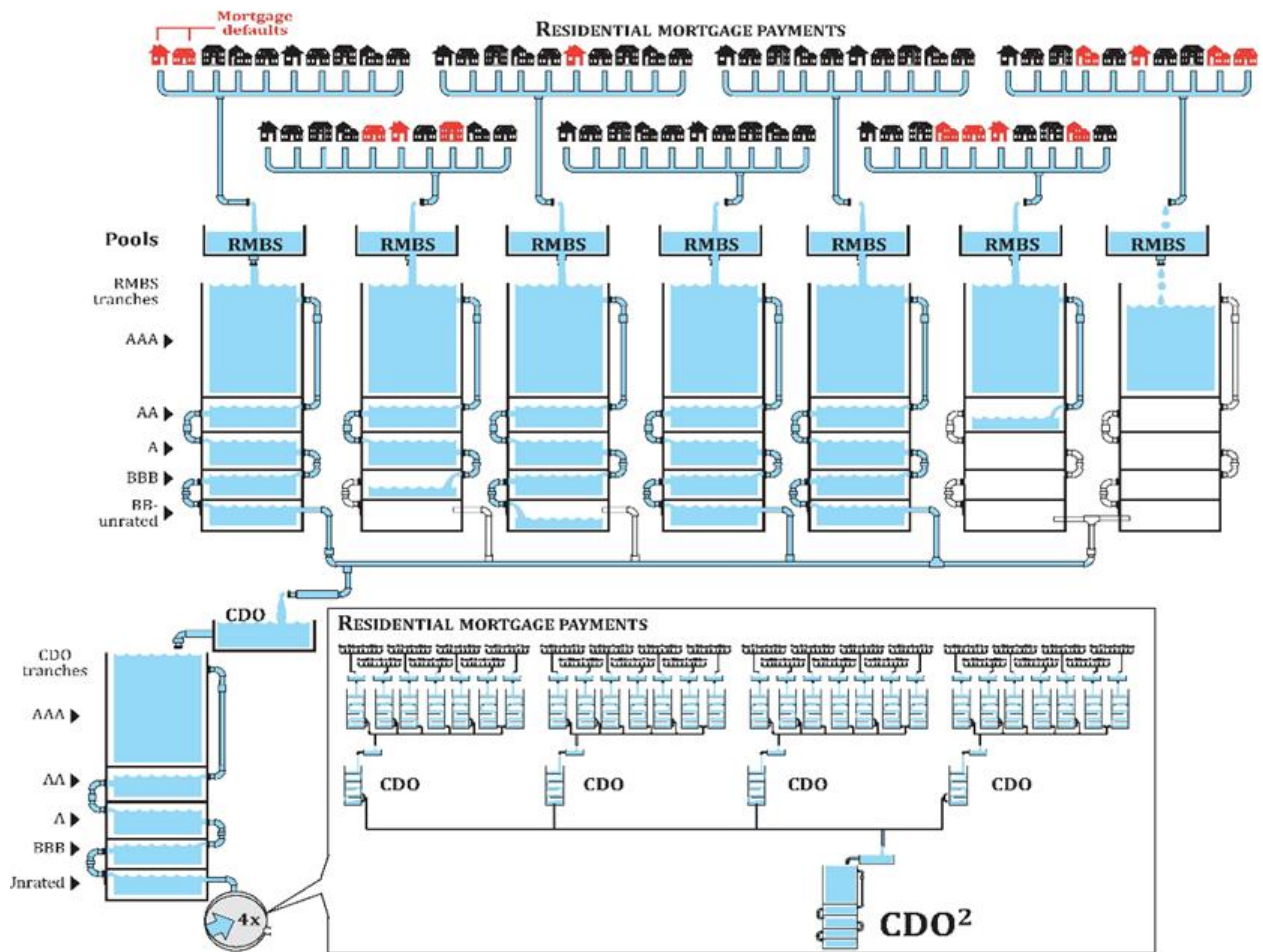 Mortgage
defaults
RESIDENTIAL MORTGAGE PAYMENTS
Pools
RMBS
RMBS
RMBS
RMBS
RMBS
RMBS
RMBS
RMBS
tranches
AAA
AA
A
BBB
BB-
unrated
CDO
CDO
tranches
AAA
AA
A
BBB
Jnrated
4x
RESIDENTIAL MORTGAGE PAYMENTS
CDO
CDO
CDO
CDO
CDO²